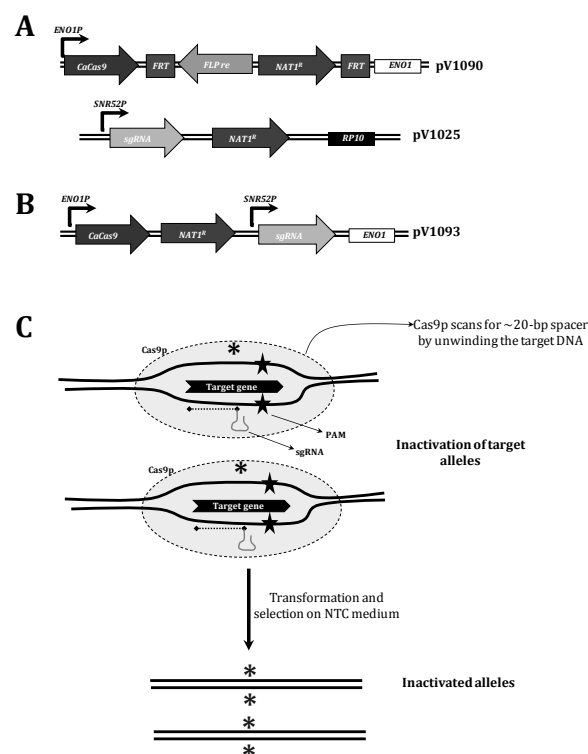 A
ENO1P
CaCas9
FRT
FLP re
NAT1R
FRT
ENO1
pV1090
SNR52P
sgRNA
NAT1R
RP10
pV1025
B
ENO1P
SNR52P
CaCas9
NAT1R
sgRNA
ENO1
pV1093
C
Cas9p scans for ~20-bp spacer
by unwinding the target DNA
Cas9p
*
Target gene
PAM
sgRNA
Inactivation of target
alleles
Cas9p
*
Target gene
Transformation and
selection on NTC medium
*
Inactivated alleles
*
*
*